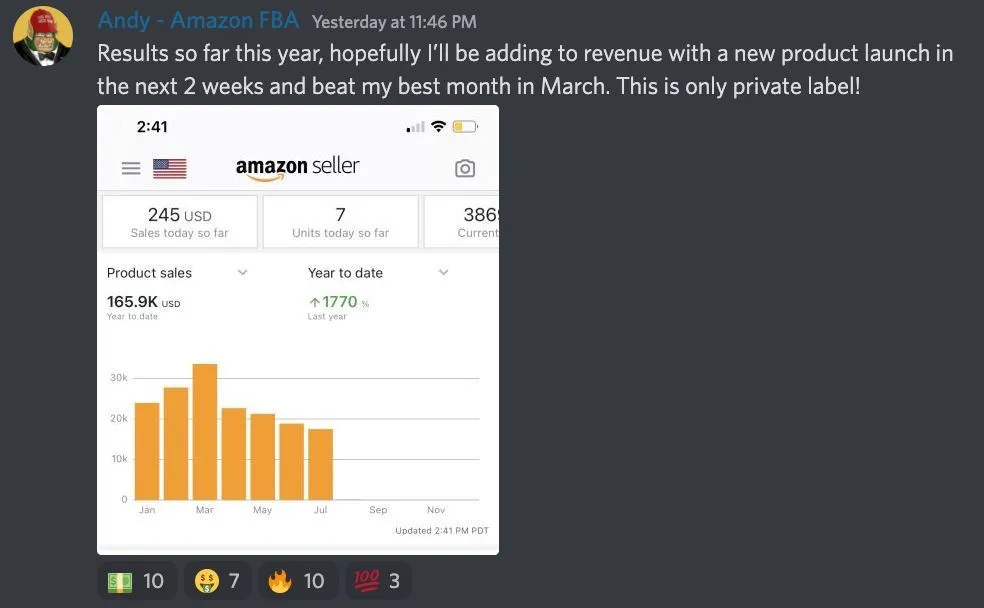 Andy - Amazon FBA Yesterday at 11:46 PM
Results so far this year, hopefully I'll be adding to revenue with a new product launch in
the next 2 weeks and beat my best month in March. This is only private label!
2:41
amazon seller
245 USD 7 386
Sales today so far Units today so far Current
Product sales Year to date
165.9K USD ↑1770 %
Year to date Last year
30k
20k
10k
0
Jan Mar May Jul Sep Nov
Updated 2:41 PM PDT
10 7 10 100 3